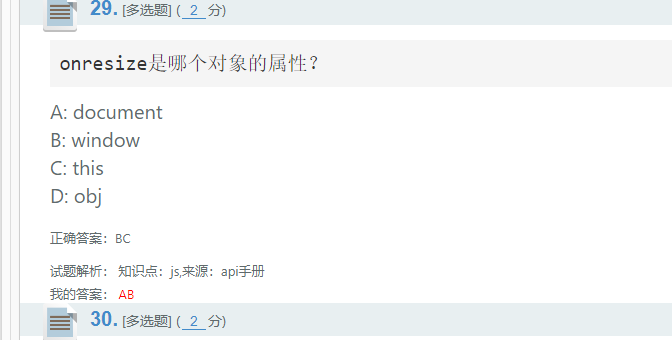 29. [多选题] ( 2 分)
onresize是哪个对象的属性？
A: document
B: window
C: this
D: obj
正确答案：BC
试题解析： 知识点：js,来源：api手册
我的答案： AB
30. [多选题] ( 2 分)